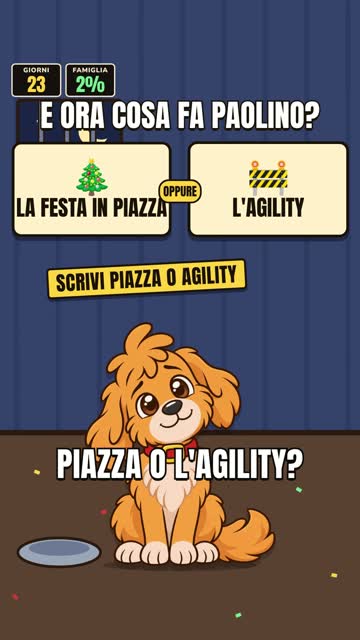 GIORNI
23
FAMIGLIA
2%
E ORA COSA FA PAOLINO?
LA FESTA IN PIAZZA
OPPURE
L'AGILITY
SCRIVI PIAZZA O AGILITY
PIAZZA O L'AGILITY?